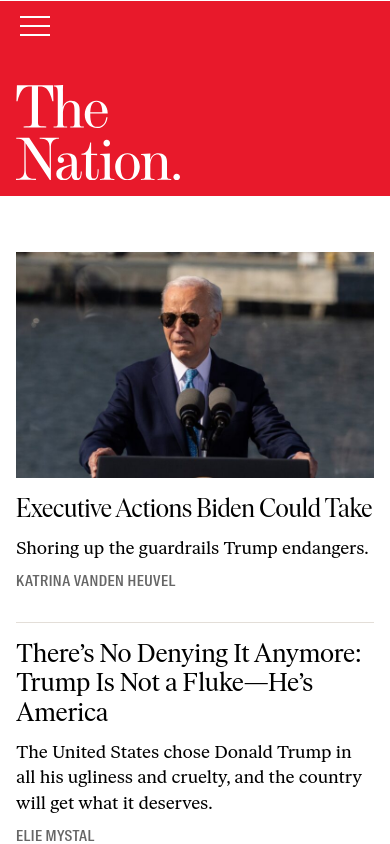 The
Nation.
Executive Actions Biden Could Take
Shoring up the guardrails Trump endangers.
KATRINA VANDEN HEUVEL
There’s No Denying It Anymore:
Trump Is Not a Fluke—He’s
America
The United States chose Donald Trump in
all his ugliness and cruelty, and the country
will get what it deserves.
ELIE MYSTAL